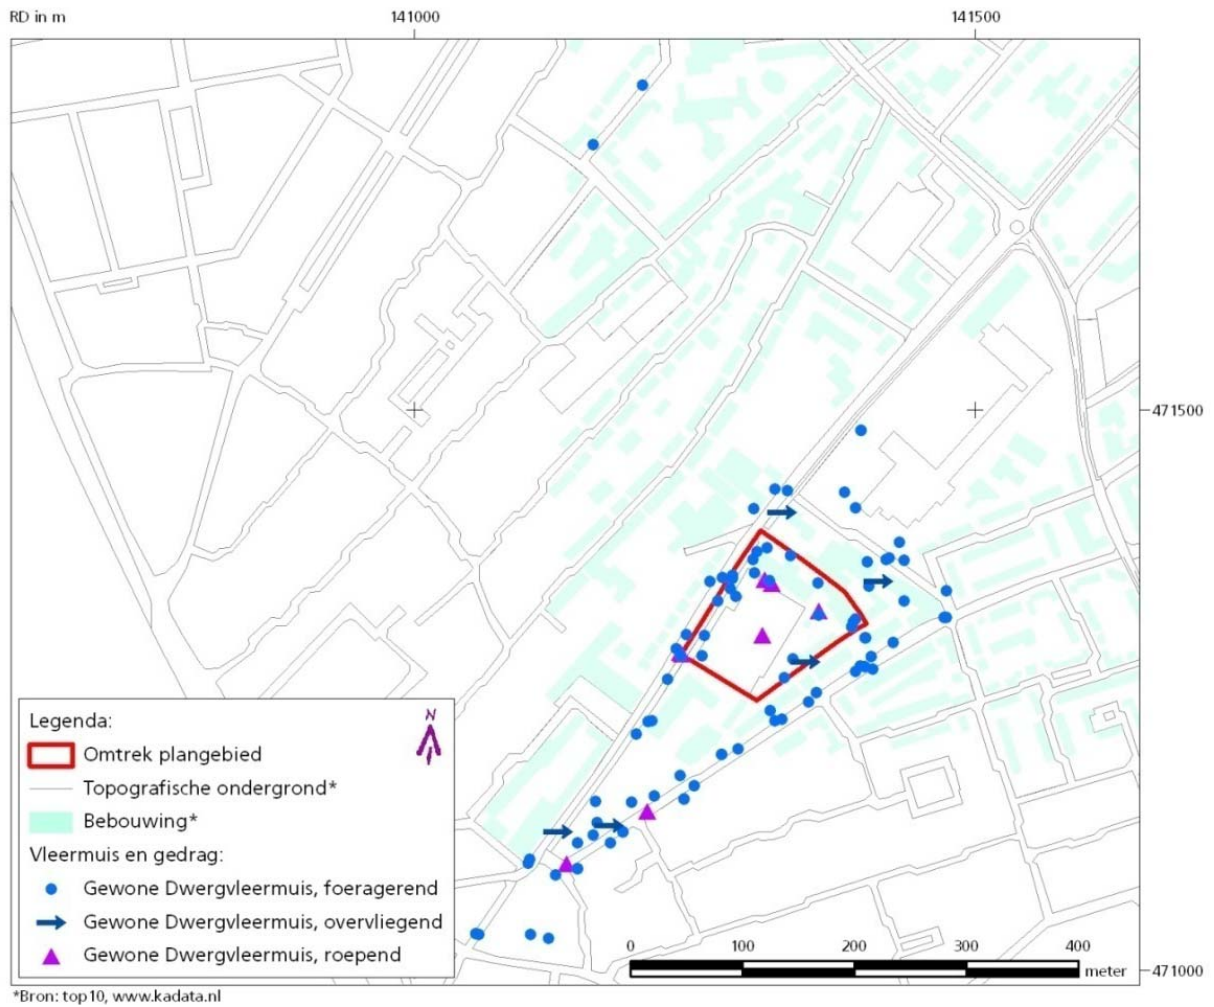 RD in m
141000
141500
471500
471000
Legenda:
N
Omtrek plangebied
Topografische ondergrond*
Bebouwing*
Vleermuis en gedrag:
Gewone Dwergvleermuis, foeragerend
Gewone Dwergvleermuis, overvliegend
Gewone Dwergvleermuis, roepend
0 100 200 300 400
meter
*Bron: top10, www.kadata.nl